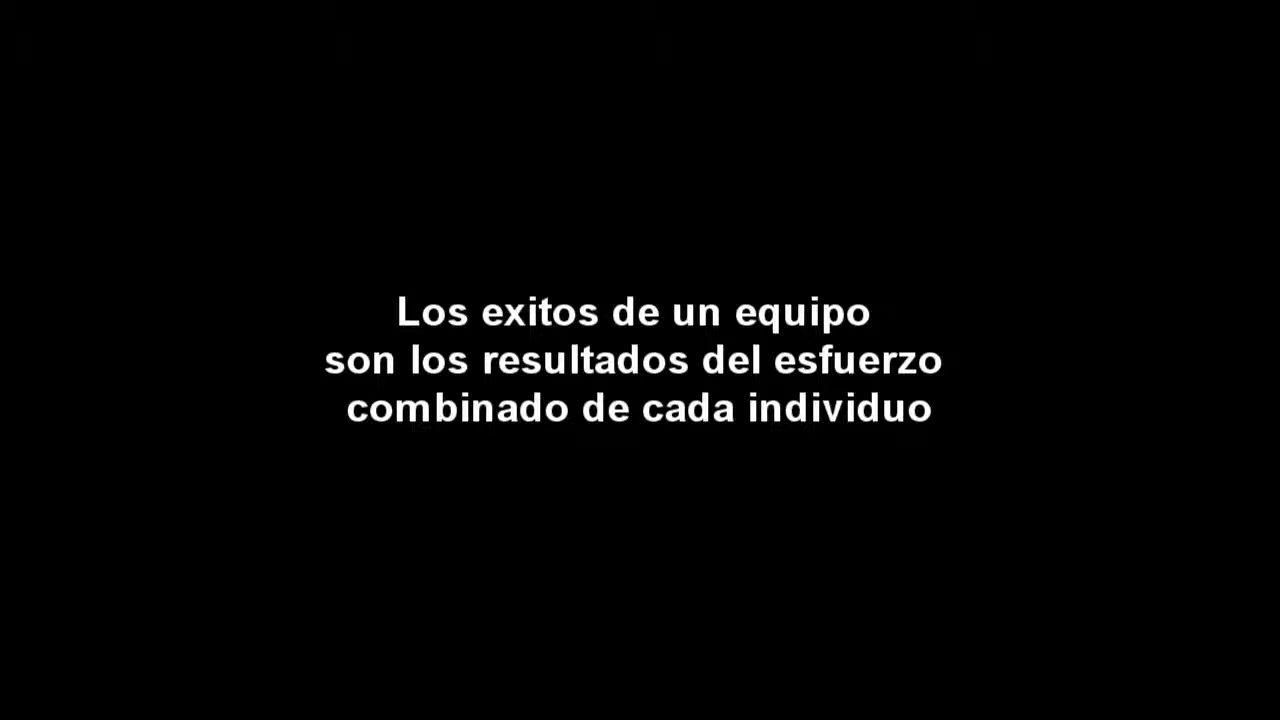 Los exitos de un equipo
son los resultados del esfuerzo
combinado de cada individuo